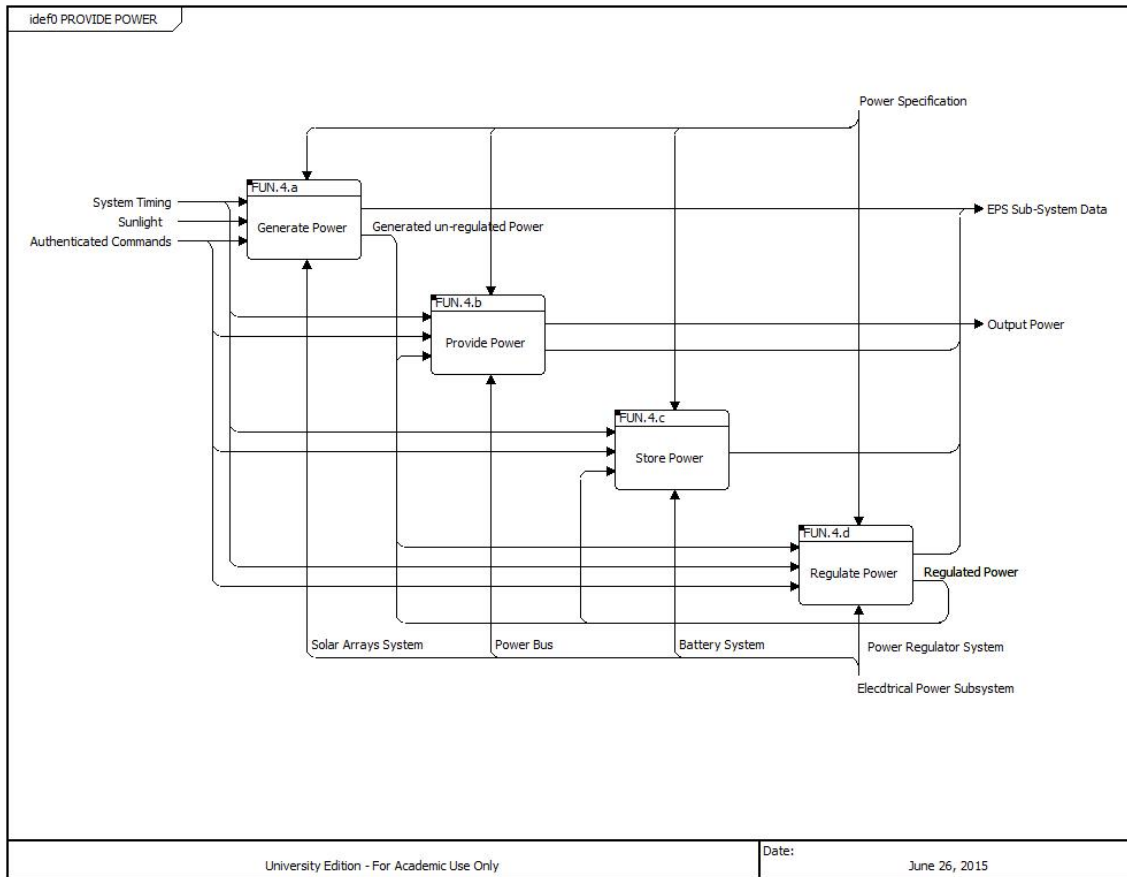 idef0 PROVIDE POWER
Power Specification
FUN.4.a
System Timing
Sunlight
Authenticated Commands
Generate Power
Generated un-regulated Power
EPS Sub-System Data
FUN.4.b
Provide Power
Output Power
FUN.4.c
Store Power
FUN.4.d
Regulate Power
Regulated Power
Solar Arrays System
Power Bus
Battery System
Power Regulator System
Elecdtrical Power Subsystem
University Edition - For Academic Use Only
Date:
June 26, 2015